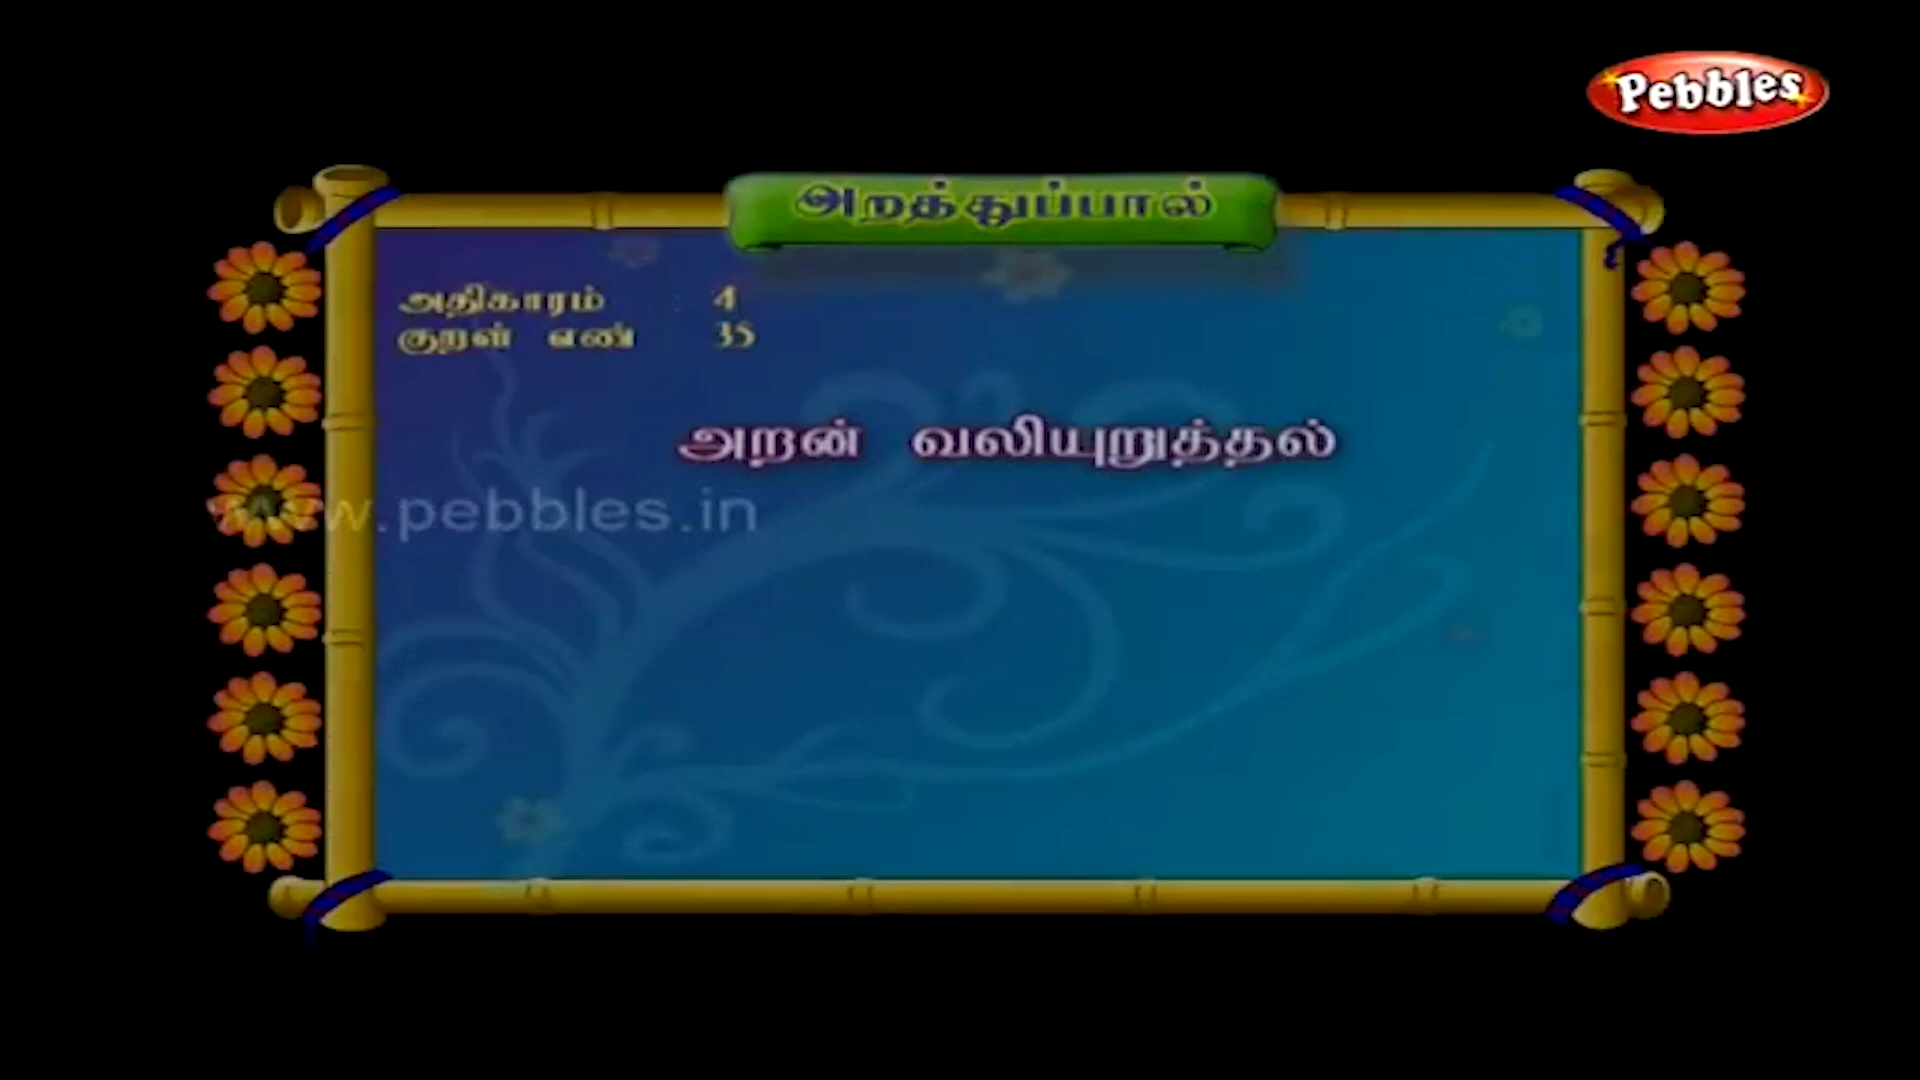 Pebbles
அறத்துப்பால்
அதிகாரம் : 4
குறள் எண் 35
அறன் வலியுறுத்தல்
www.pebbles.in